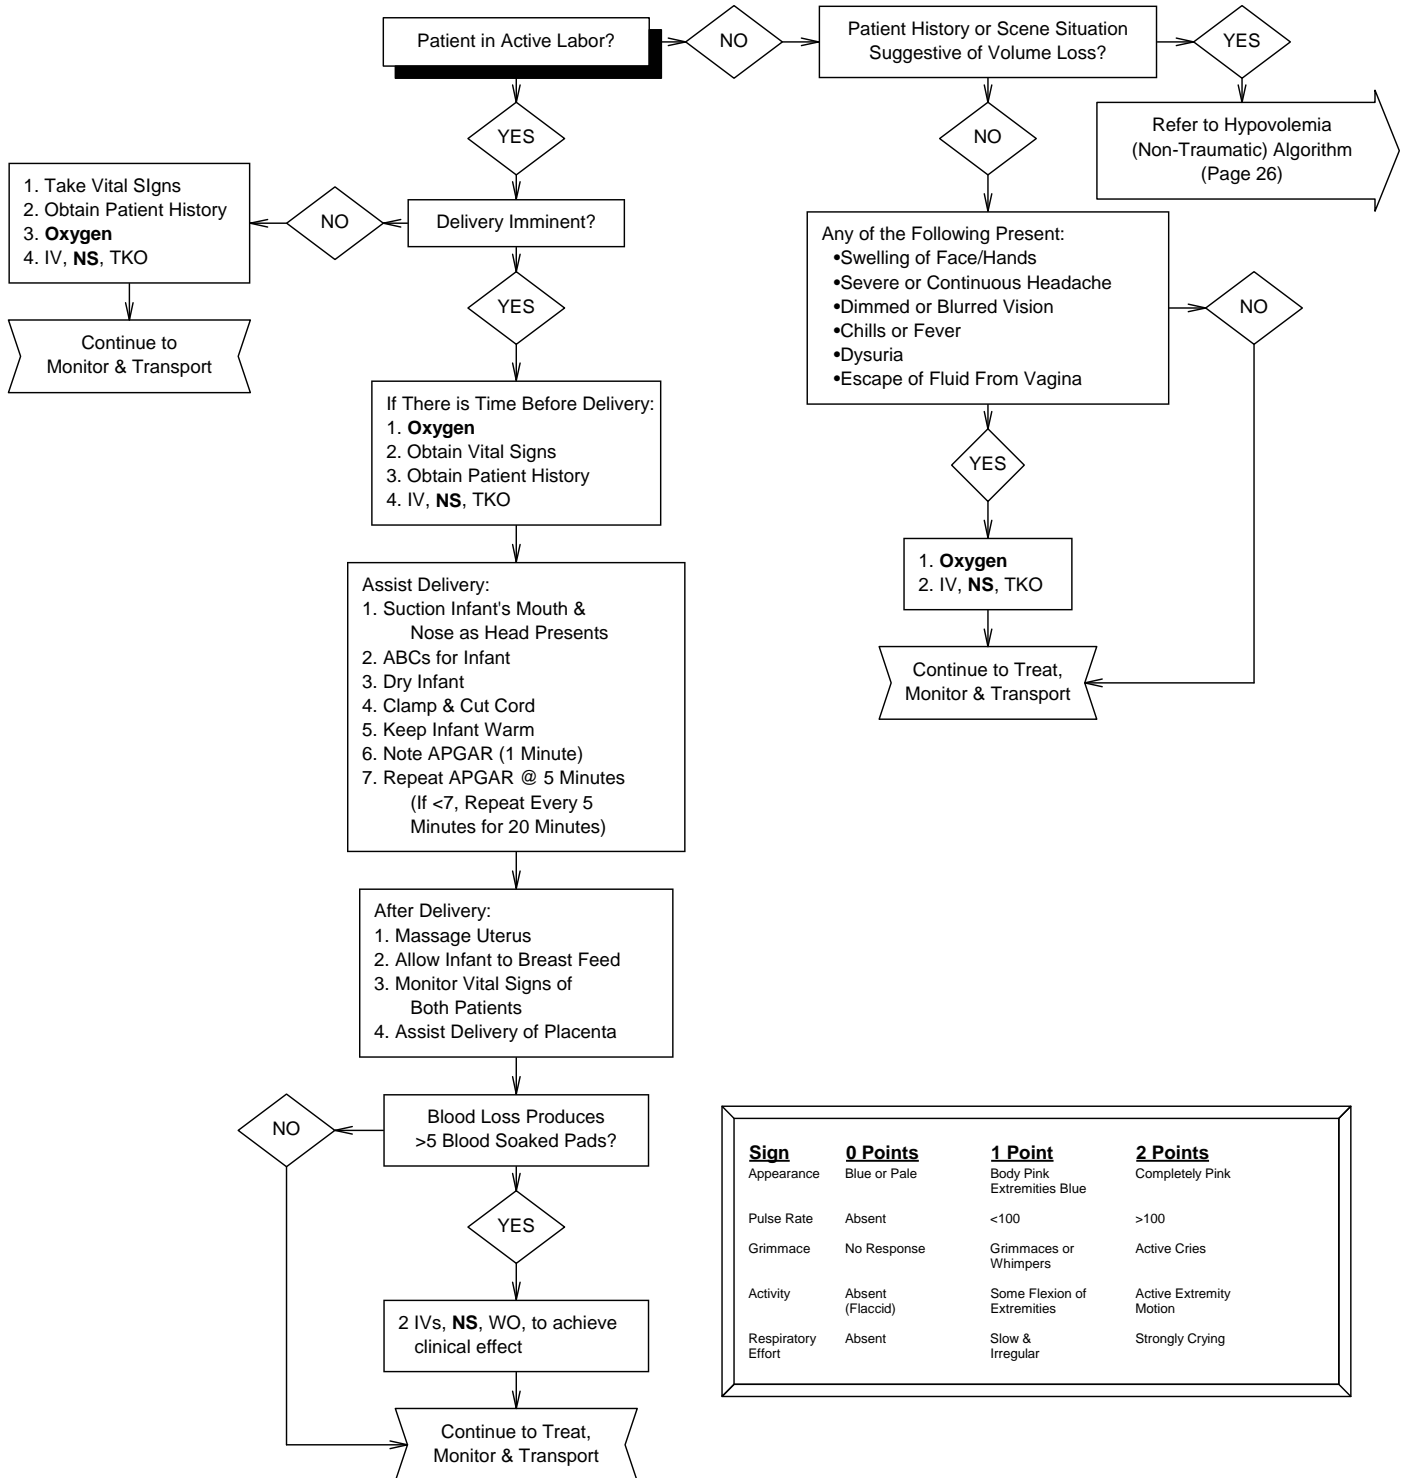 Patient in Active Labor?
NO
Patient History or Scene Situation
Suggestive of Volume Loss?
YES
Refer to Hypovolemia
(Non-Traumatic) Algorithm
(Page 26)
YES
NO
1. Take Vital SIgns
2. Obtain Patient History
3. Oxygen
4. IV, NS, TKO
NO
Delivery Imminent?
Continue to
Monitor & Transport
YES
Any of the Following Present:
•Swelling of Face/Hands
•Severe or Continuous Headache
•Dimmed or Blurred Vision
•Chills or Fever
•Dysuria
•Escape of Fluid From Vagina
NO
YES
1. Oxygen
2. IV, NS, TKO
Continue to Treat,
Monitor & Transport
If There is Time Before Delivery:
1. Oxygen
2. Obtain Vital Signs
3. Obtain Patient History
4. IV, NS, TKO
Assist Delivery:
1. Suction Infant's Mouth &
Nose as Head Presents
2. ABCs for Infant
3. Dry Infant
4. Clamp & Cut Cord
5. Keep Infant Warm
6. Note APGAR (1 Minute)
7. Repeat APGAR @ 5 Minutes
(If <7, Repeat Every 5
Minutes for 20 Minutes)
After Delivery:
1. Massage Uterus
2. Allow Infant to Breast Feed
3. Monitor Vital Signs of
Both Patients
4. Assist Delivery of Placenta
NO
Blood Loss Produces
>5 Blood Soaked Pads?
YES
2 IVs, NS, WO, to achieve
clinical effect
Continue to Treat,
Monitor & Transport
Sign 0 Points 1 Point 2 Points
Appearance Blue or Pale Body Pink Completely Pink
Extremities Blue
Pulse Rate Absent <100 >100
Grimmace No Response Grimmaces or Active Cries
Whimpers
Activity Absent Some Flexion of Active Extremity
(Flaccid) Extremities Motion
Respiratory Absent Slow & Strongly Crying
Effort Irregular